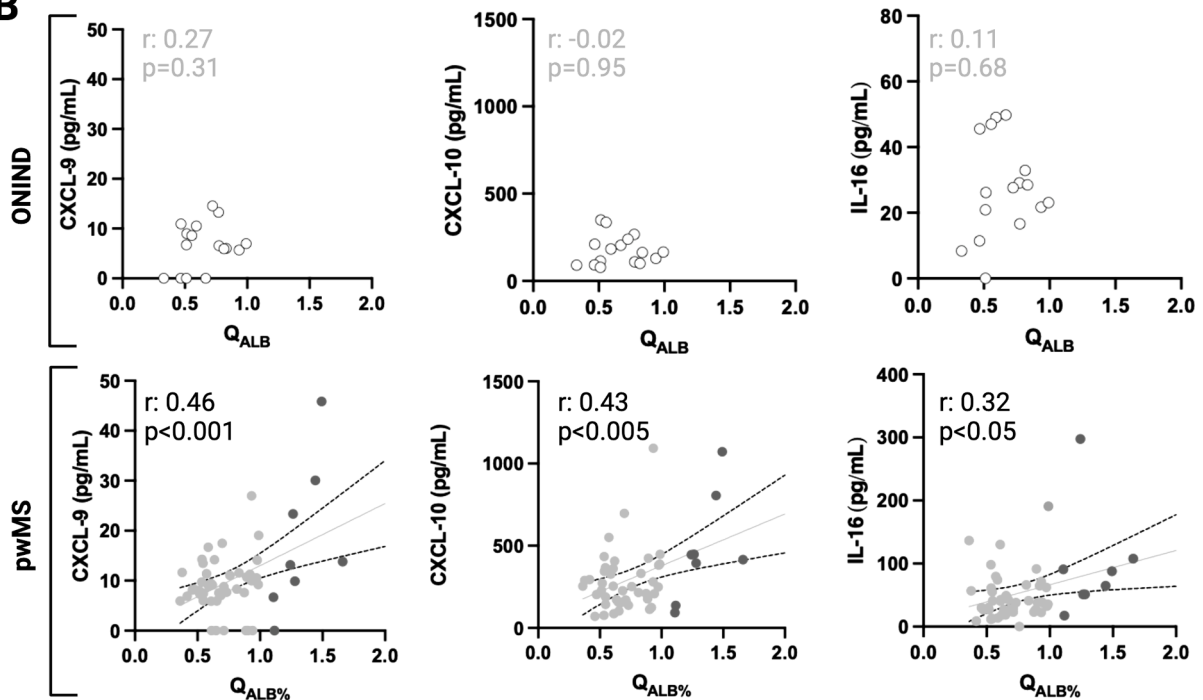 B
ONIND
r: 0.27
p=0.31
CXCL-9 (pg/mL)
50
40
30
20
10
0
0.0 0.5 1.0 1.5 2.0
QALB
r: -0.02
p=0.95
CXCL-10 (pg/mL)
1500
1000
500
0
0.0 0.5 1.0 1.5 2.0
QALB
r: 0.11
p=0.68
IL-16 (pg/mL)
80
60
40
20
0
0.0 0.5 1.0 1.5 2.0
QALB
pwMS
r: 0.46
p<0.001
CXCL-9 (pg/mL)
50
40
30
20
10
0
0.0 0.5 1.0 1.5 2.0
QALB%
r: 0.43
p<0.005
CXCL-10 (pg/mL)
1500
1000
500
0
0.0 0.5 1.0 1.5 2.0
QALB%
r: 0.32
p<0.05
IL-16 (pg/mL)
400
300
200
100
0
0.0 0.5 1.0 1.5 2.0
QALB%